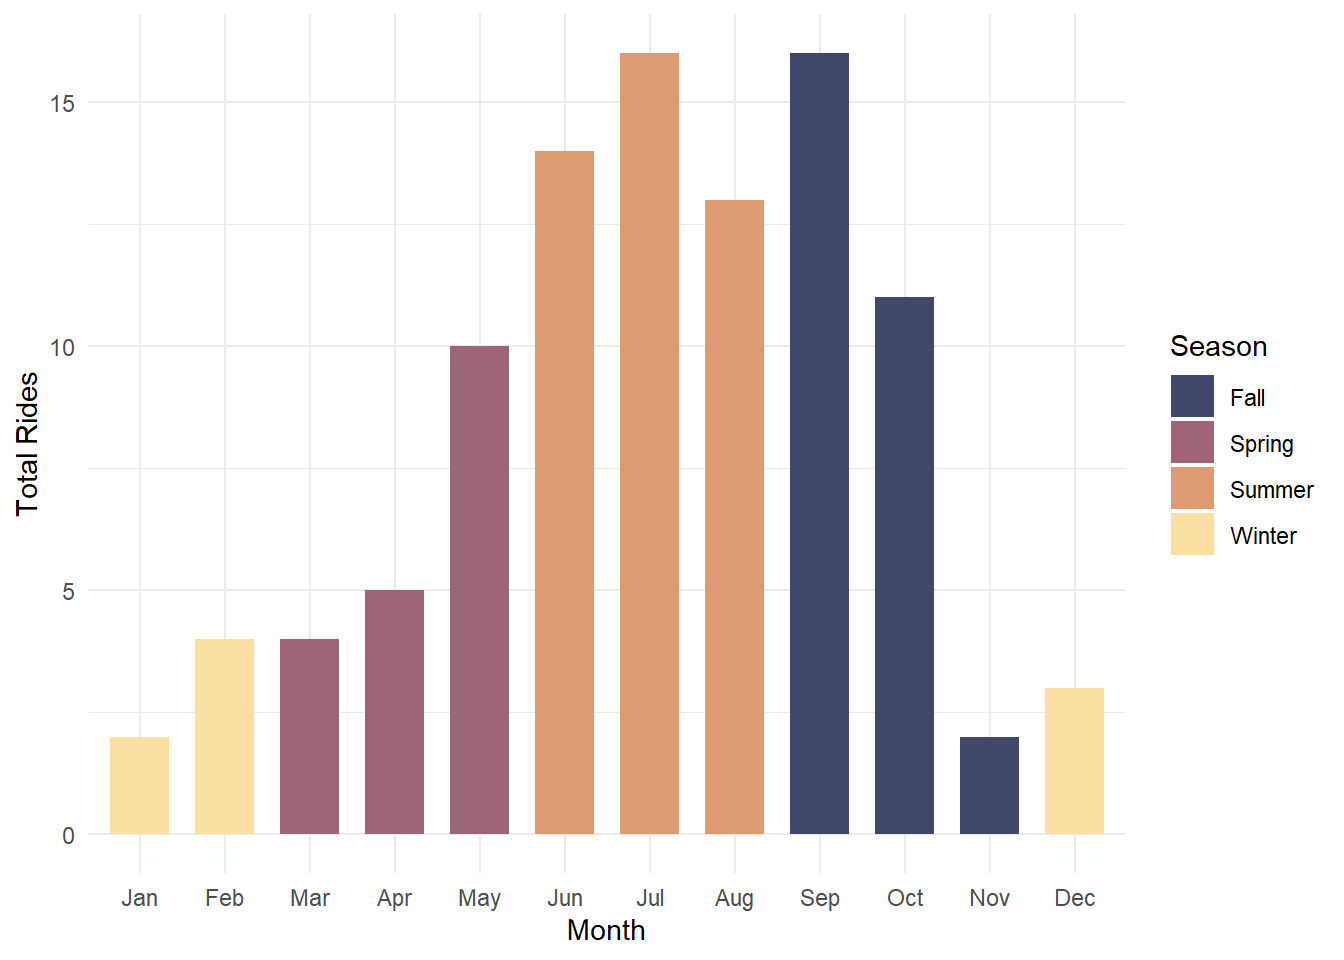 15
10
5
0
Total Rides
Jan Feb Mar Apr May Jun Jul Aug Sep Oct Nov Dec
Month
Season
Fall
Spring
Summer
Winter